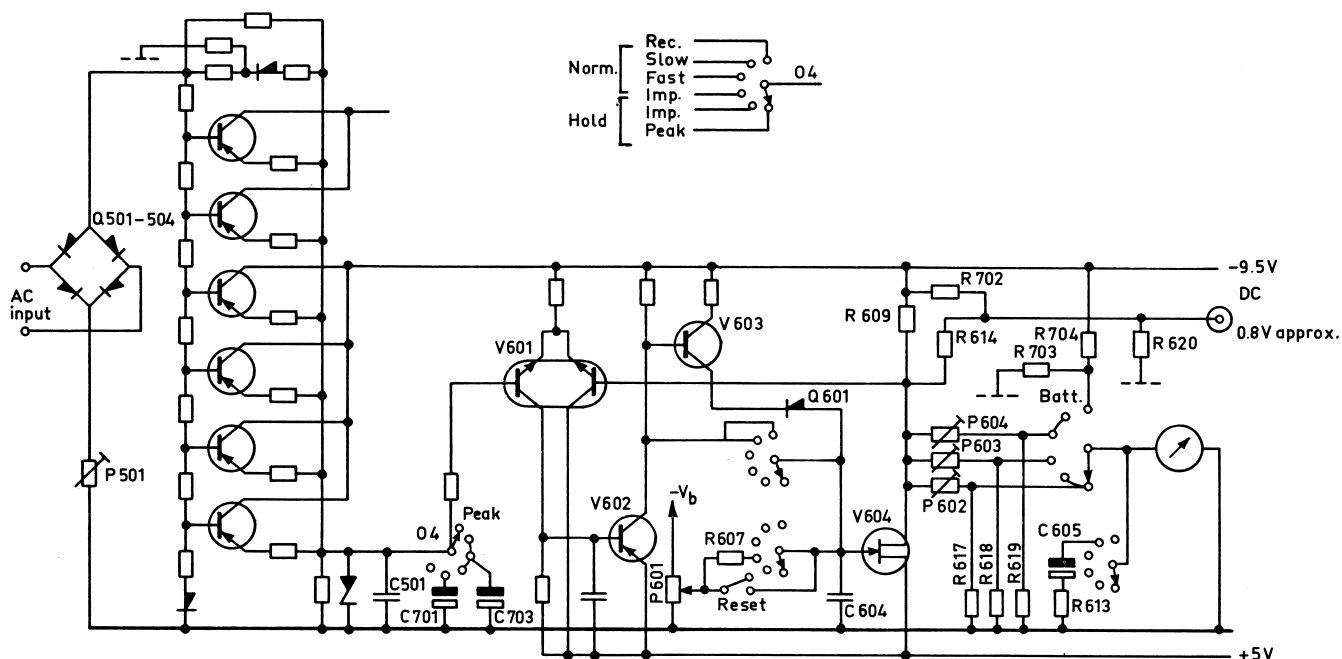 Rec.
Slow
Norm.
Fast
O4
Imp.
Imp.
Hold
Peak
Q501-504
AC
input
-9.5V
R702
DC
R609
V603
0.8V approx.
R614
R704
R620
V601
R703
Q601
Batt.
P604
P603
P602
P501
-Vb
V602
V604
Peak
O4
R607
C605
C501
P601
R617
R618
R619
Reset
C701
C703
C604
R613
+5V